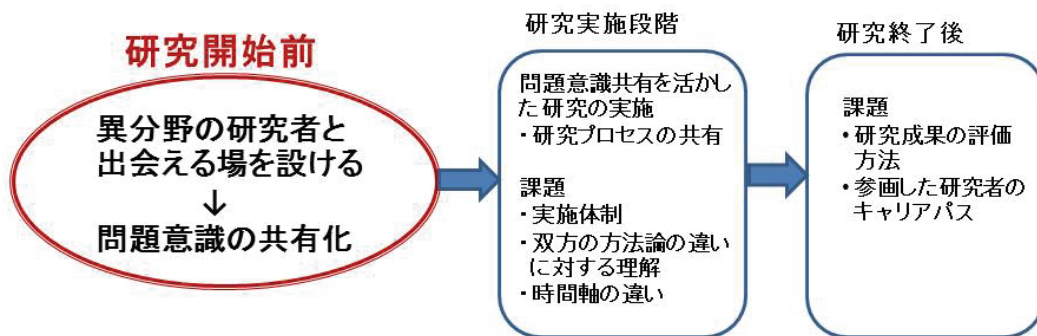 研究開始前
異分野の研究者と
出会える場を設ける
↓
問題意識の共有化
研究実施段階
問題意識共有を活かし
た研究の実施
・研究プロセスの共有
課題
・実施体制
・双方の方法論の違い
に対する理解
・時間軸の違い
研究終了後
課題
・研究成果の評価
方法
・参画した研究者の
キャリアパス